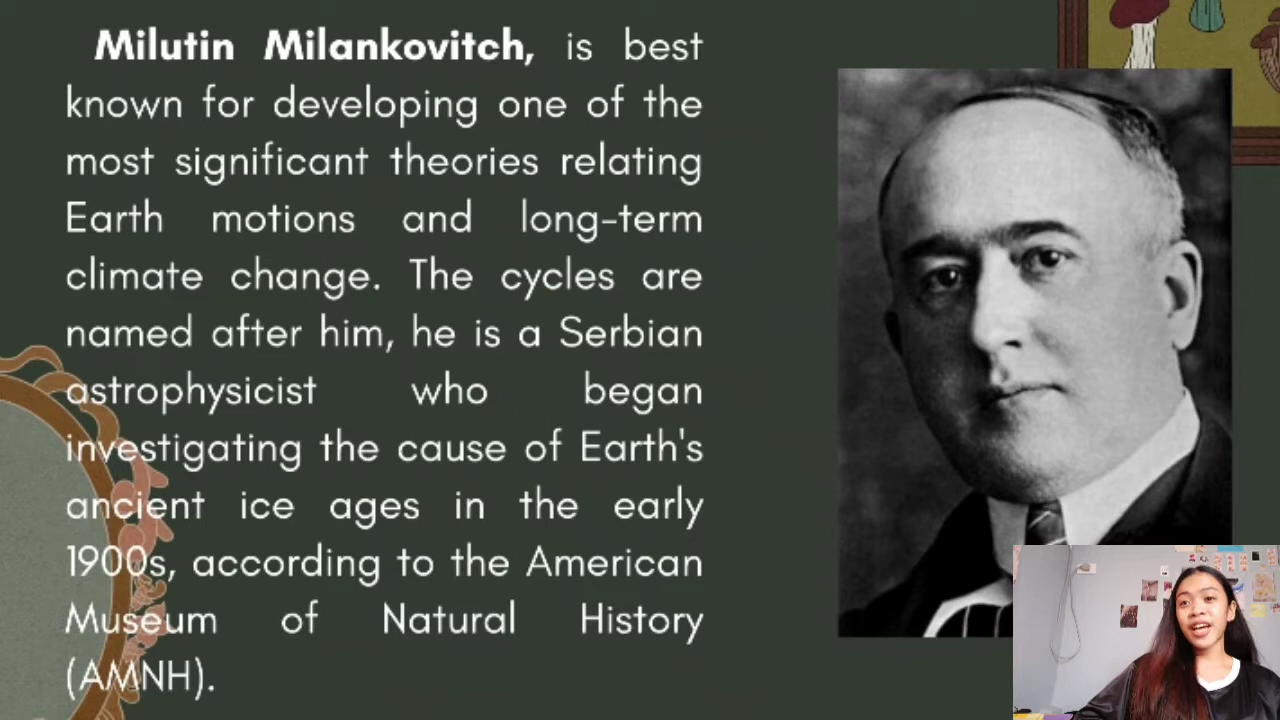 Milutin Milankovitch, is best
known for developing one of the
most significant theories relating
Earth motions and long-term
climate change. The cycles are
named after him, he is a Serbian
astrophysicist who began
investigating the cause of Earth's
ancient ice ages in the early
1900s, according to the American
Museum of Natural History
(AMNH).